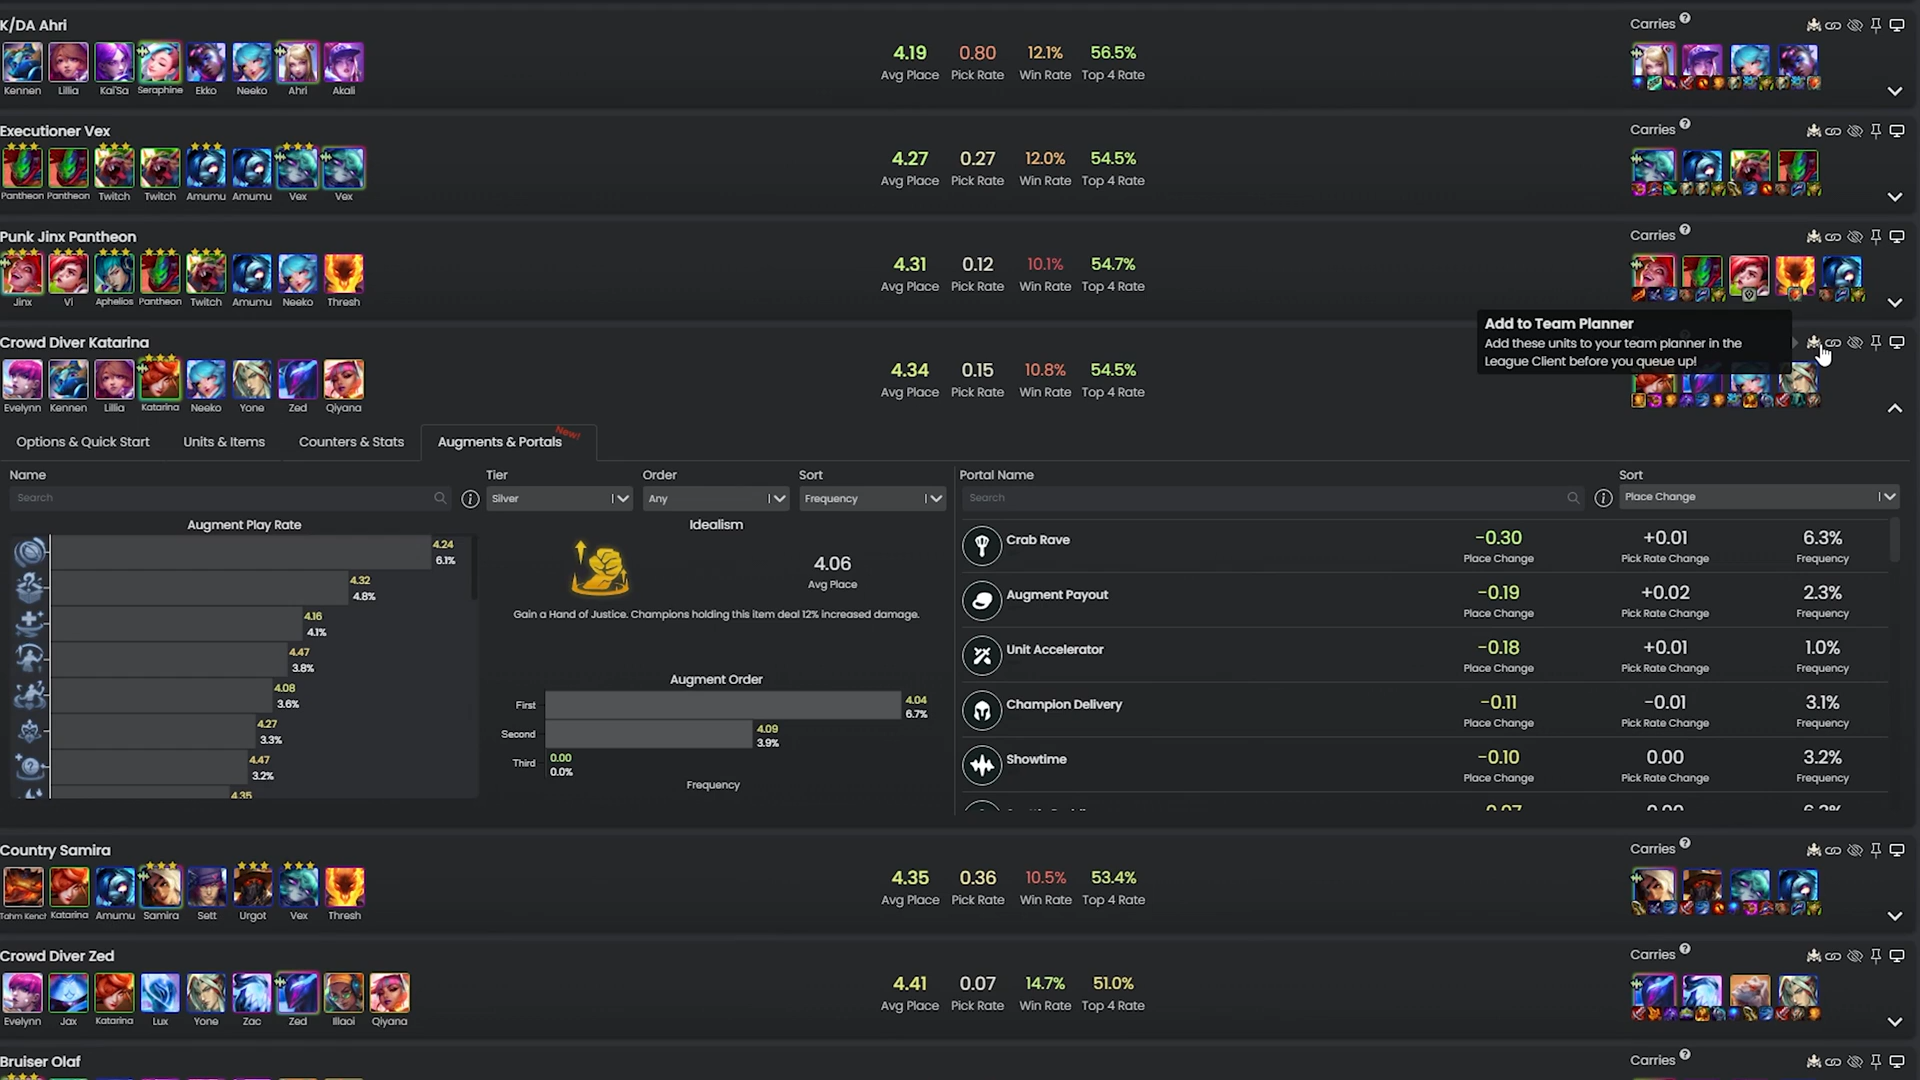 K/DA Ahri
Kennen Lillia Kai'Sa Seraphine Ekko Neeko Ahri Akali
4.19 0.80 12.1% 56.5%
Avg Place Pick Rate Win Rate Top 4 Rate
Carries ?
Executioner Vex
Pantheon Pantheon Twitch Twitch Amumu Amumu Vex Vex
4.27 0.27 12.0% 54.5%
Avg Place Pick Rate Win Rate Top 4 Rate
Carries ?
Punk Jinx Pantheon
Jinx Vi Aphelios Pantheon Twitch Amumu Neeko Thresh
4.31 0.12 10.1% 54.7%
Avg Place Pick Rate Win Rate Top 4 Rate
Carries ?
Crowd Diver Katarina
Evelynn Kennen Lillia Katarina Neeko Yone Zed Qiyana
4.34 0.15 10.8% 54.5%
Avg Place Pick Rate Win Rate Top 4 Rate
Add to Team Planner
Add these units to your team planner in the
League Client before you queue up!
Options & Quick Start Units & Items Counters & Stats Augments & Portals New!
Name Tier Order Sort
Search Silver Any Frequency
Augment Play Rate
4.24
6.1%
4.32
4.8%
4.16
4.1%
4.47
3.8%
4.08
3.6%
4.27
3.3%
4.47
3.2%
4.35
Idealism
4.06
Avg Place
Gain a Hand of Justice. Champions holding this item deal 12% increased damage.
Augment Order
First 4.04
6.7%
Second 4.09
3.9%
Third 0.00
0.0%
Frequency
Portal Name Sort
Search Place Change
Crab Rave -0.30 +0.01 6.3%
Place Change Pick Rate Change Frequency
Augment Payout -0.19 +0.02 2.3%
Place Change Pick Rate Change Frequency
Unit Accelerator -0.18 +0.01 1.0%
Place Change Pick Rate Change Frequency
Champion Delivery -0.11 -0.01 3.1%
Place Change Pick Rate Change Frequency
Showtime -0.10 0.00 3.2%
Place Change Pick Rate Change Frequency
Country Samira
Tahm Kench Katarina Amumu Samira Sett Urgot Vex Thresh
4.35 0.36 10.5% 53.4%
Avg Place Pick Rate Win Rate Top 4 Rate
Carries ?
Crowd Diver Zed
Evelynn Jax Katarina Lux Yone Zac Zed Illaoi Qiyana
4.41 0.07 14.7% 51.0%
Avg Place Pick Rate Win Rate Top 4 Rate
Carries ?
Bruiser Olaf
Carries ?